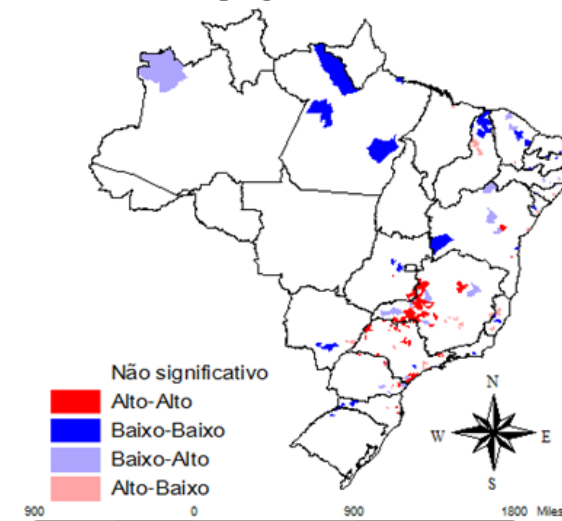 Não significativo
Alto-Alto
Baixo-Baixo
Baixo-Alto
Alto-Baixo
N
W
E
S
900 0 900 1800 Miles